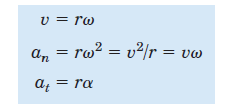 v = rω
aₙ = rω² = v²/r = vω
aₜ = rα